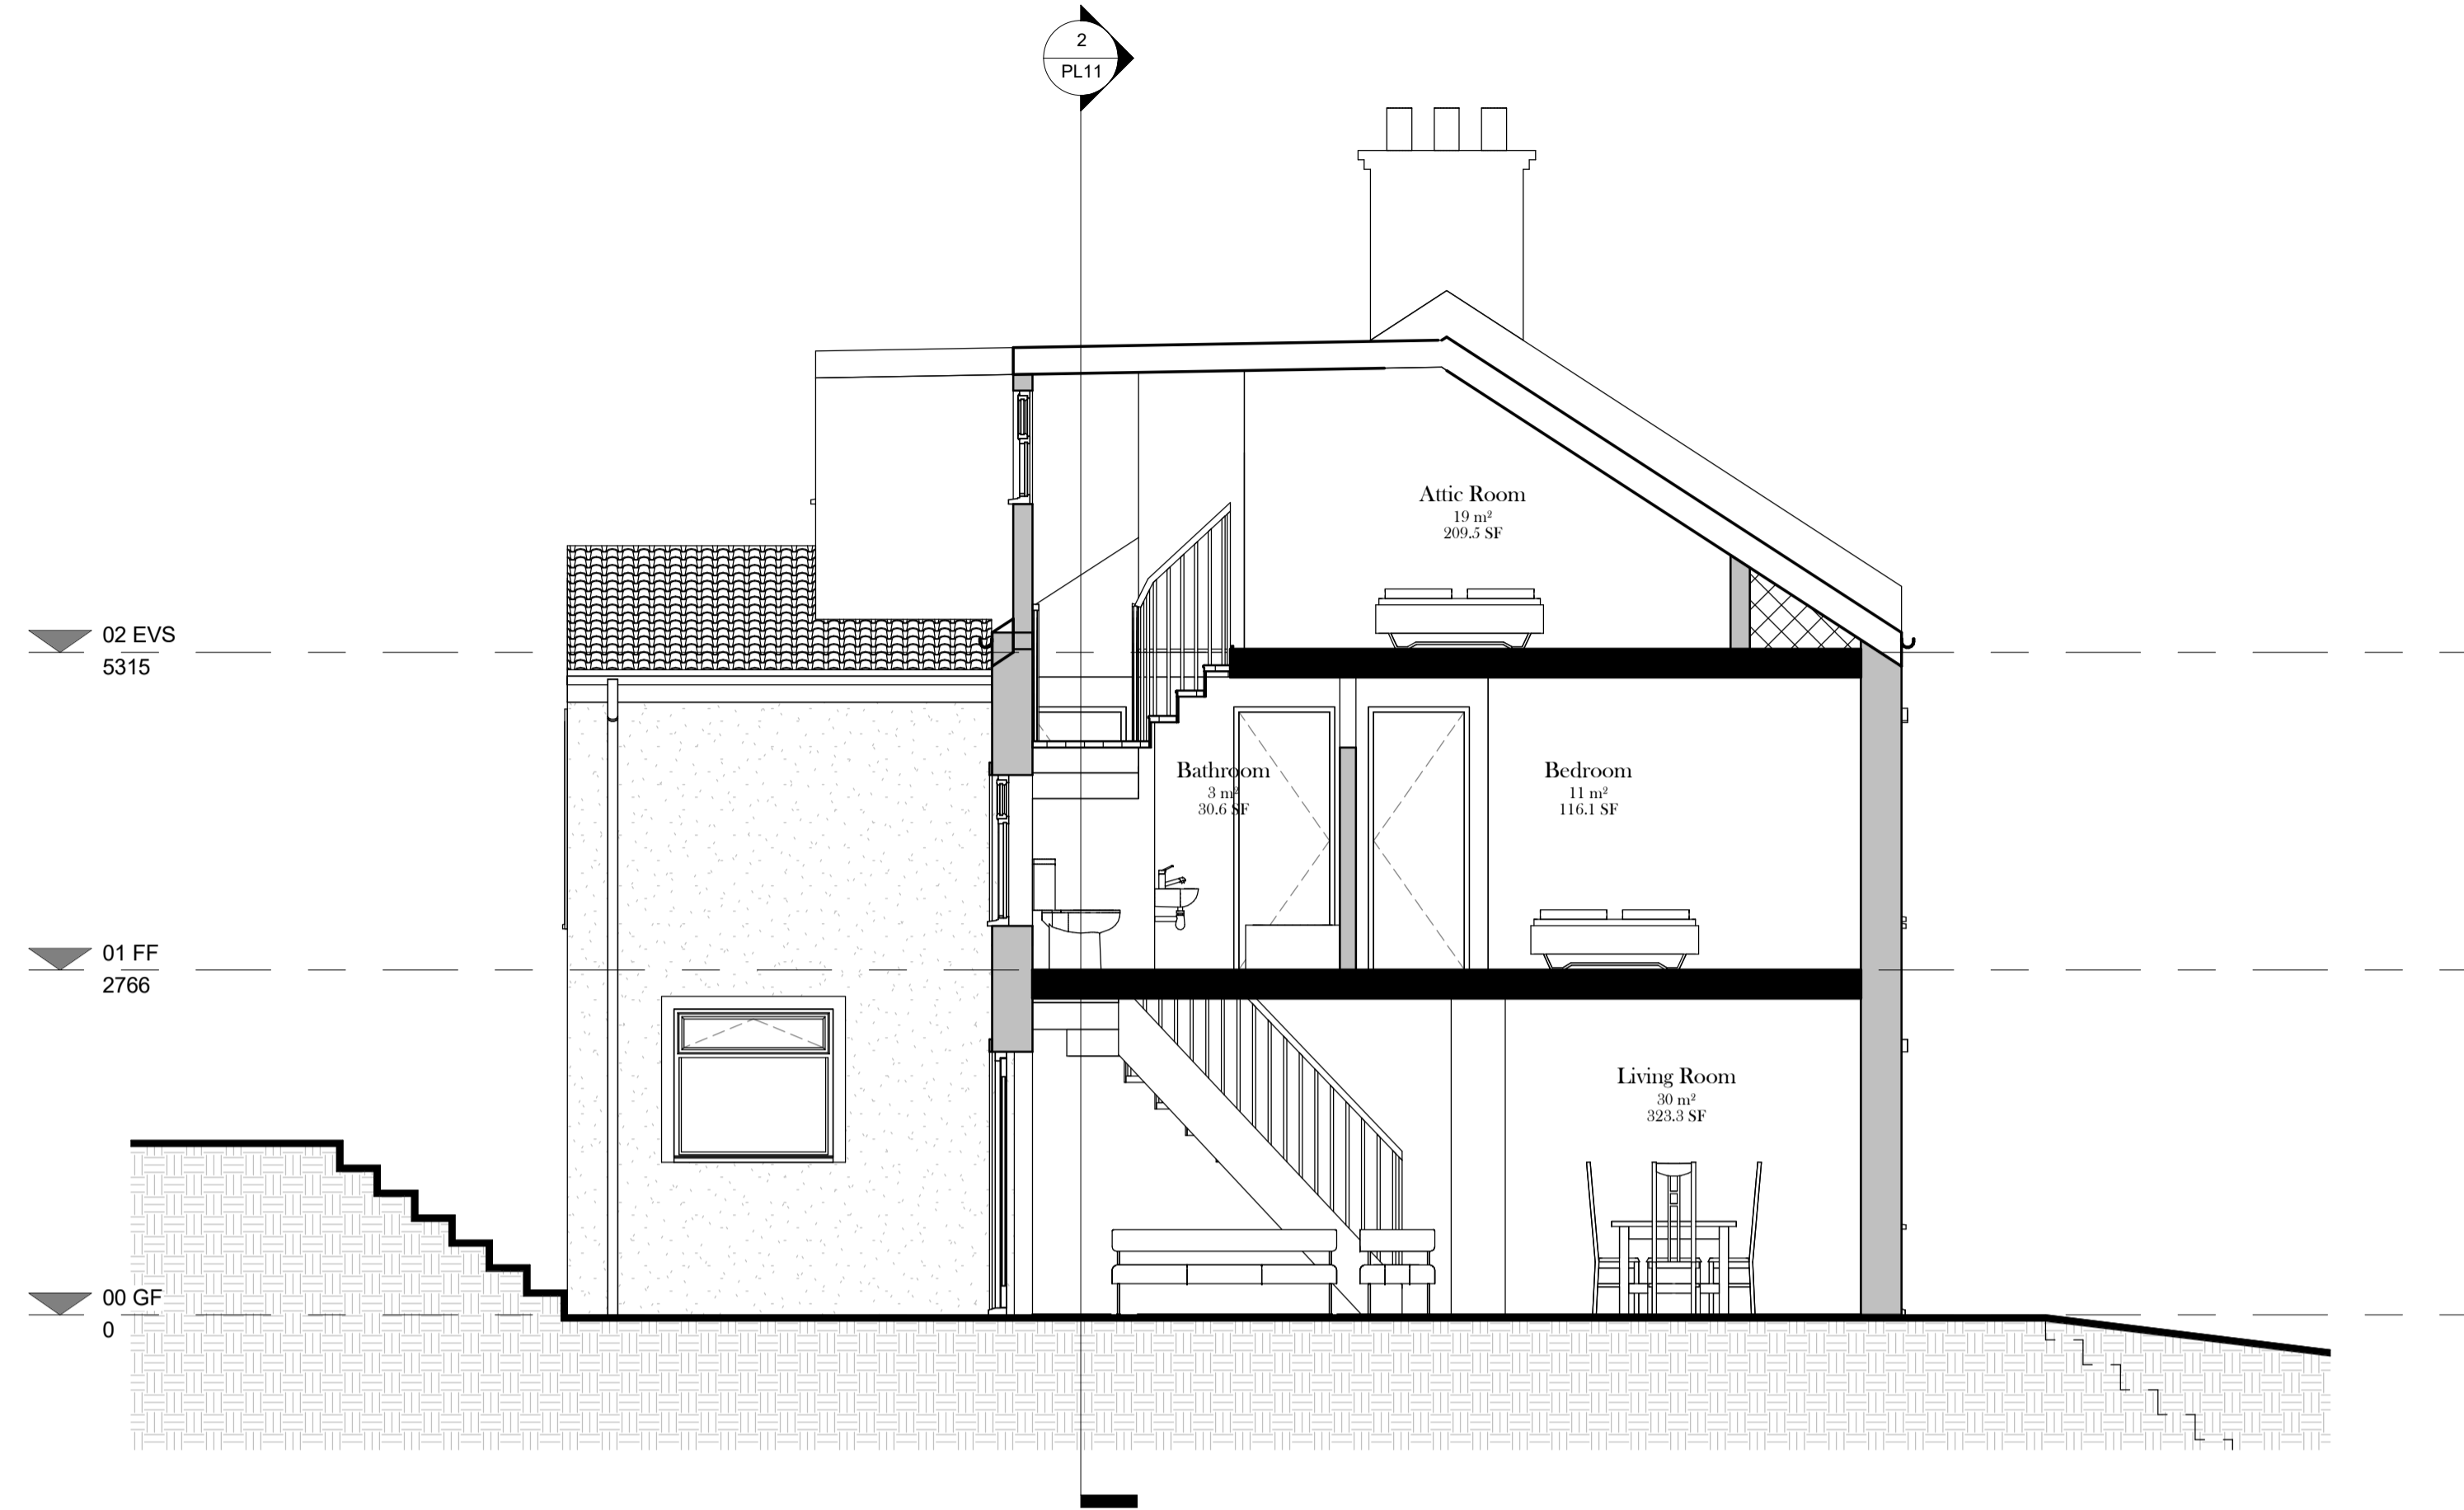 2
PL11
Attic Room
19 m²
209.5 SF
02 EVS
5315
Bathroom
3 m²
30.6 SF
Bedroom
11 m²
116.1 SF
01 FF
2766
Living Room
30 m²
323.3 SF
00 GF
0